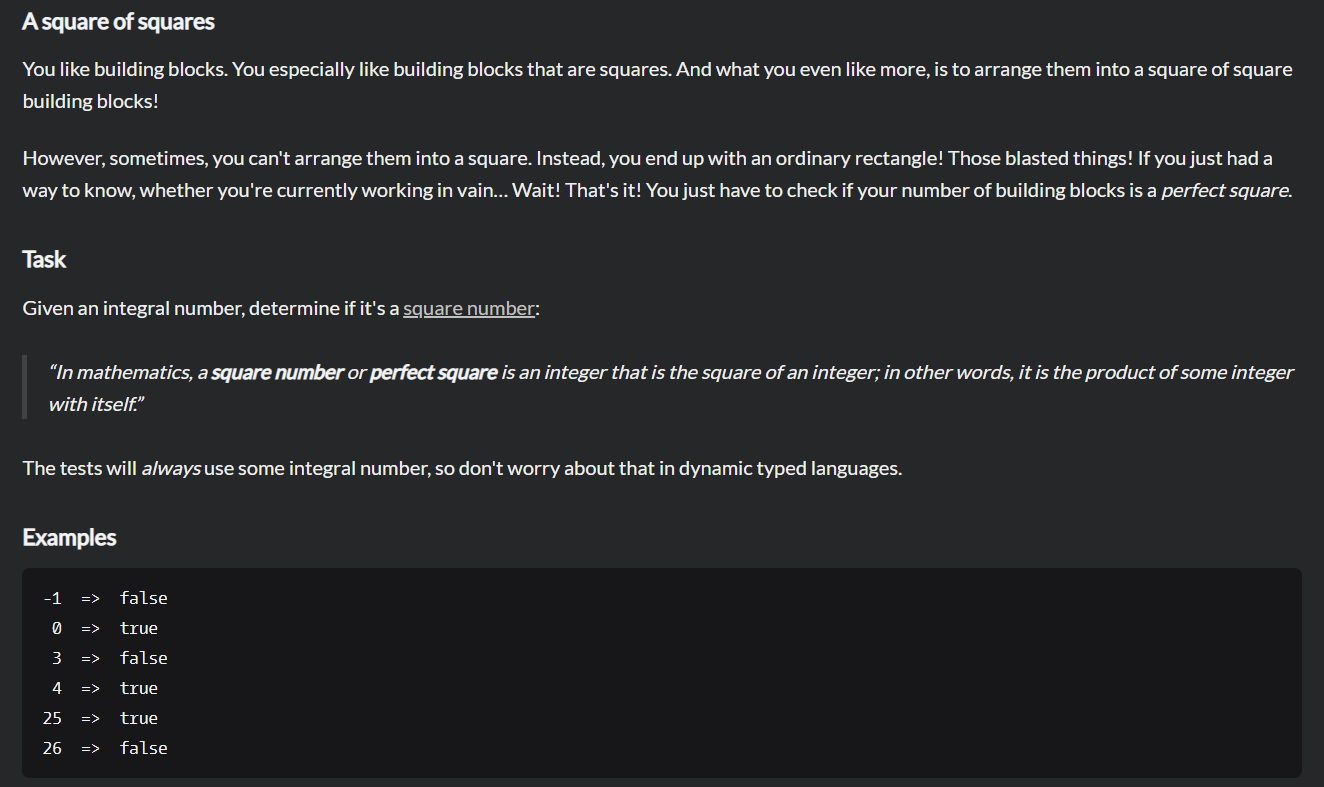 A square of squares
You like building blocks. You especially like building blocks that are squares. And what you even like more, is to arrange them into a square of square
building blocks!
However, sometimes, you can't arrange them into a square. Instead, you end up with an ordinary rectangle! Those blasted things! If you just had a
way to know, whether you're currently working in vain… Wait! That's it! You just have to check if your number of building blocks is a perfect square.
Task
Given an integral number, determine if it's a square number:
“In mathematics, a square number or perfect square is an integer that is the square of an integer; in other words, it is the product of some integer
with itself.”
The tests will always use some integral number, so don't worry about that in dynamic typed languages.
Examples
-1 => false
0 => true
3 => false
4 => true
25 => true
26 => false